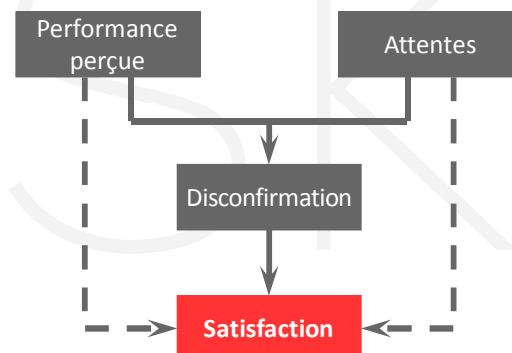 Performance
perçue
Attentes
Disconfirmation
Satisfaction